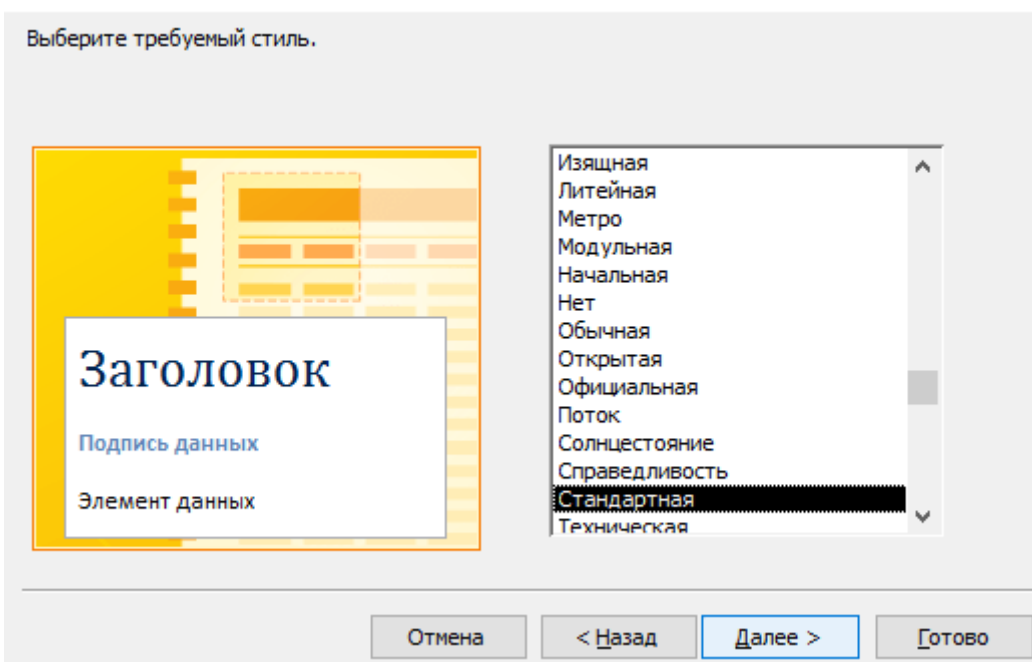 Выберите требуемый стиль.
Заголовок
Подпись данных
Элемент данных
Изящная
Литейная
Метро
Модульная
Начальная
Нет
Обычная
Открытая
Официальная
Поток
Солнцестояние
Справедливость
Стандартная
Техническая
Отмена
< Назад
Далее >
Готово